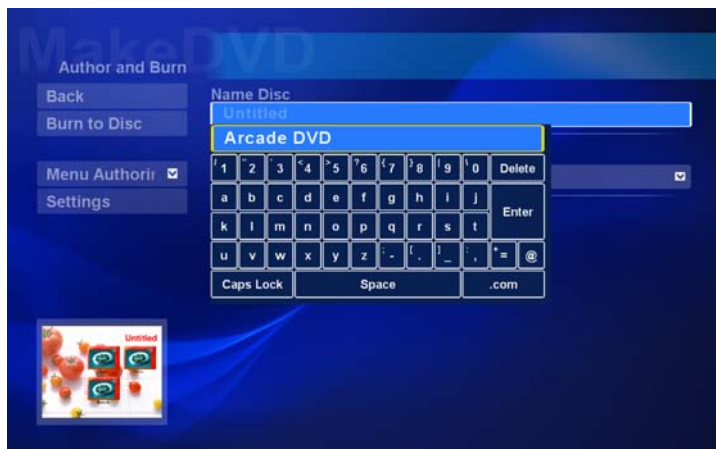 MakeDVD
Author and Burn
Back
Name Disc
Untitled
Burn to Disc
Arcade DVD
Menu Authorin
Settings
1 2 3 4 5 6 7 8 9 0 Delete
a b c d e f g h i j
Enter
k l m n o p q r s t
u v w x y z - . _ , = @
Caps Lock Space .com
Untitled